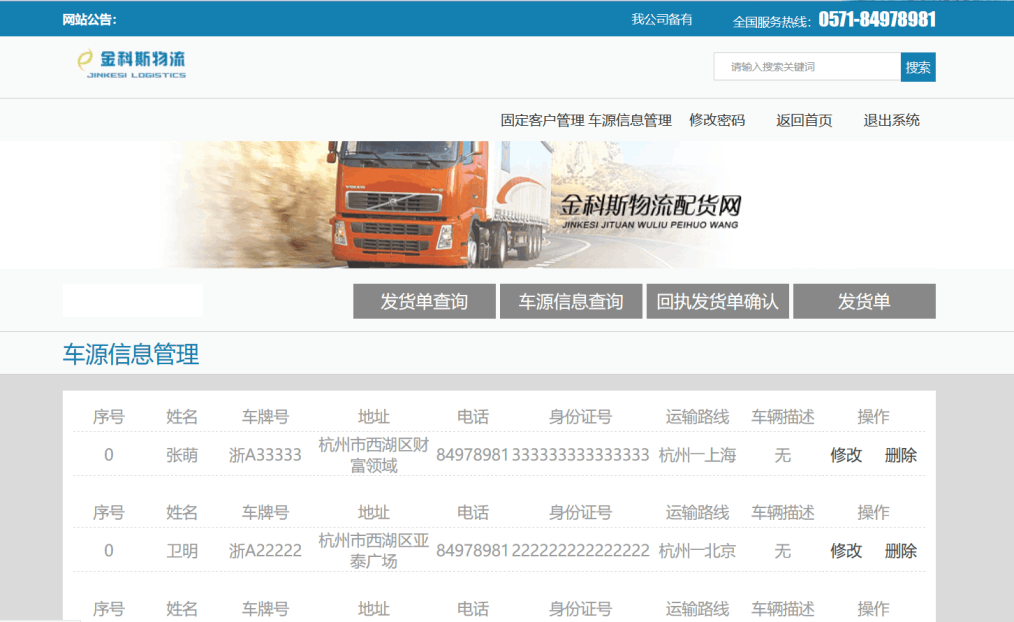 网站公告：
我公司备有
全国服务热线：0571-84978981
金科斯物流
JINKESI LOGISTICS
请输入搜索关键词
搜索
固定客户管理 车源信息管理 修改密码 返回首页 退出系统
VOLVO
金科斯物流配货网
JINKESI JITUAN WULIU PEIHUO WANG
发货单查询 车源信息查询 回执发货单确认 发货单
车源信息管理
序号 姓名 车牌号 地址 电话 身份证号 运输路线 车辆描述 操作
0 张萌 浙A33333 杭州市西湖区财富领域 84978981 333333333333333 杭州一上海 无 修改 删除
序号 姓名 车牌号 地址 电话 身份证号 运输路线 车辆描述 操作
0 卫明 浙A22222 杭州市西湖区亚泰广场 84978981 222222222222222 杭州一北京 无 修改 删除
序号 姓名 车牌号 地址 电话 身份证号 运输路线 车辆描述 操作